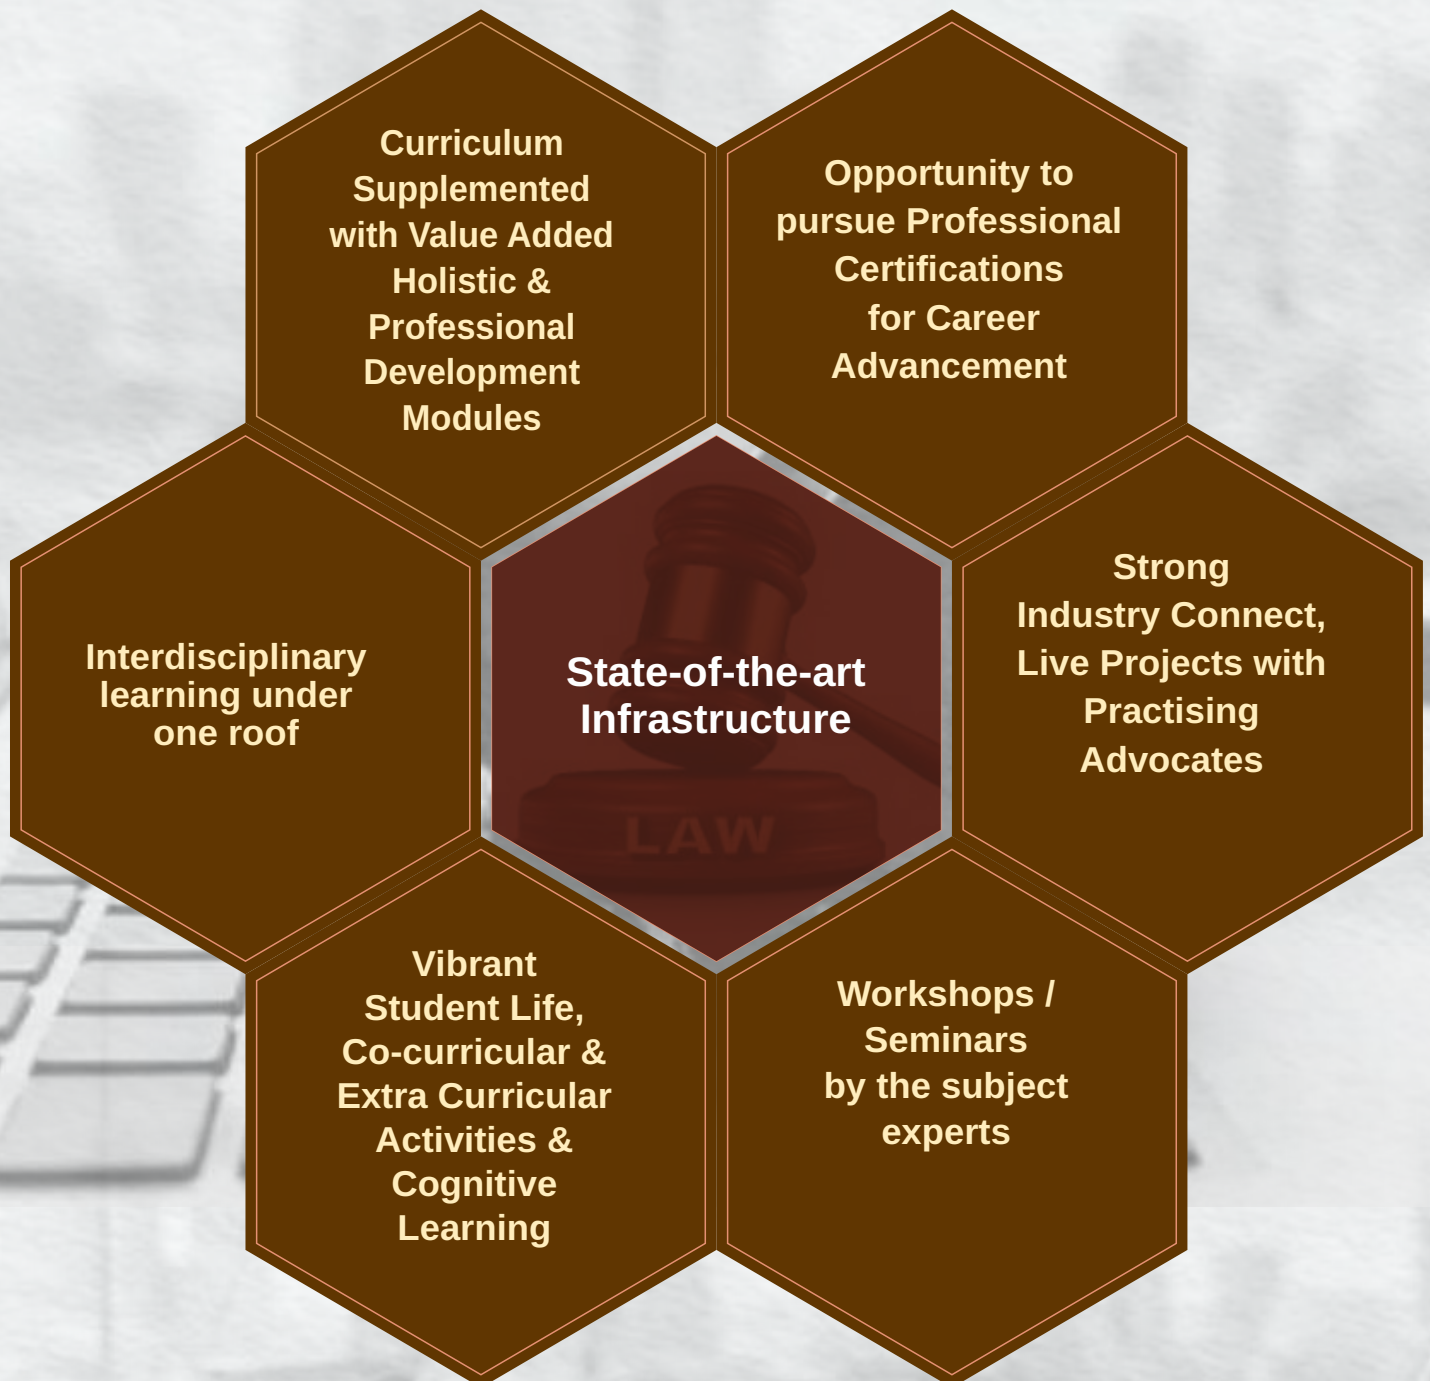 Curriculum
Supplemented
with Value Added
Holistic &
Professional
Development
Modules
Opportunity to
pursue Professional
Certifications
for Career
Advancement
Interdisciplinary
learning under
one roof
State-of-the-art
Infrastructure
LAW
Strong
Industry Connect,
Live Projects with
Practising
Advocates
Vibrant
Student Life,
Co-curricular &
Extra Curricular
Activities &
Cognitive
Learning
Workshops /
Seminars
by the subject
experts